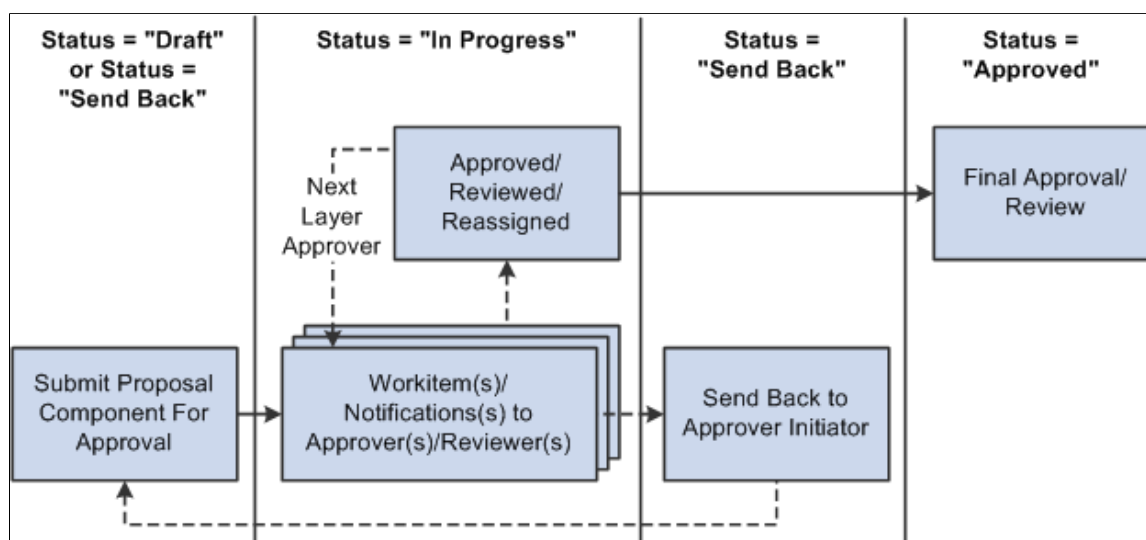 Status = "Draft"
or Status =
"Send Back"
Status = "In Progress"
Status =
"Send Back"
Status =
"Approved"
Approved/
Reviewed/
Reassigned
Final Approval/
Review
Next
Layer
Approver
Submit Proposal
Component For
Approval
Workitem(s)/
Notifications(s) to
Approver(s)/Reviewer(s)
Send Back to
Approver Initiator